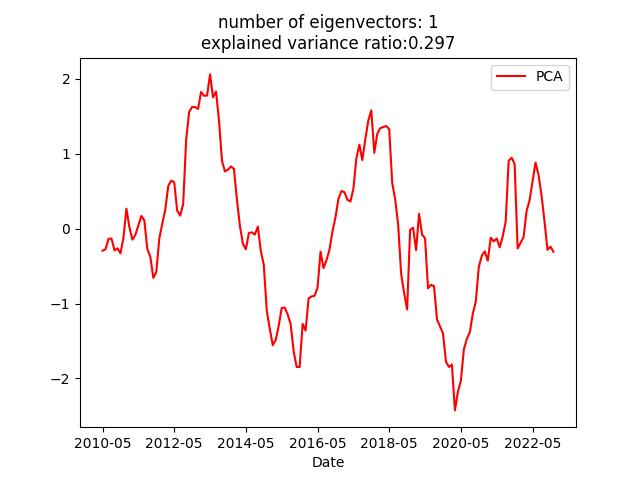 number of eigenvectors: 1
explained variance ratio:0.297
PCA
2
1
0
−1
−2
2010-05 2012-05 2014-05 2016-05 2018-05 2020-05 2022-05
Date